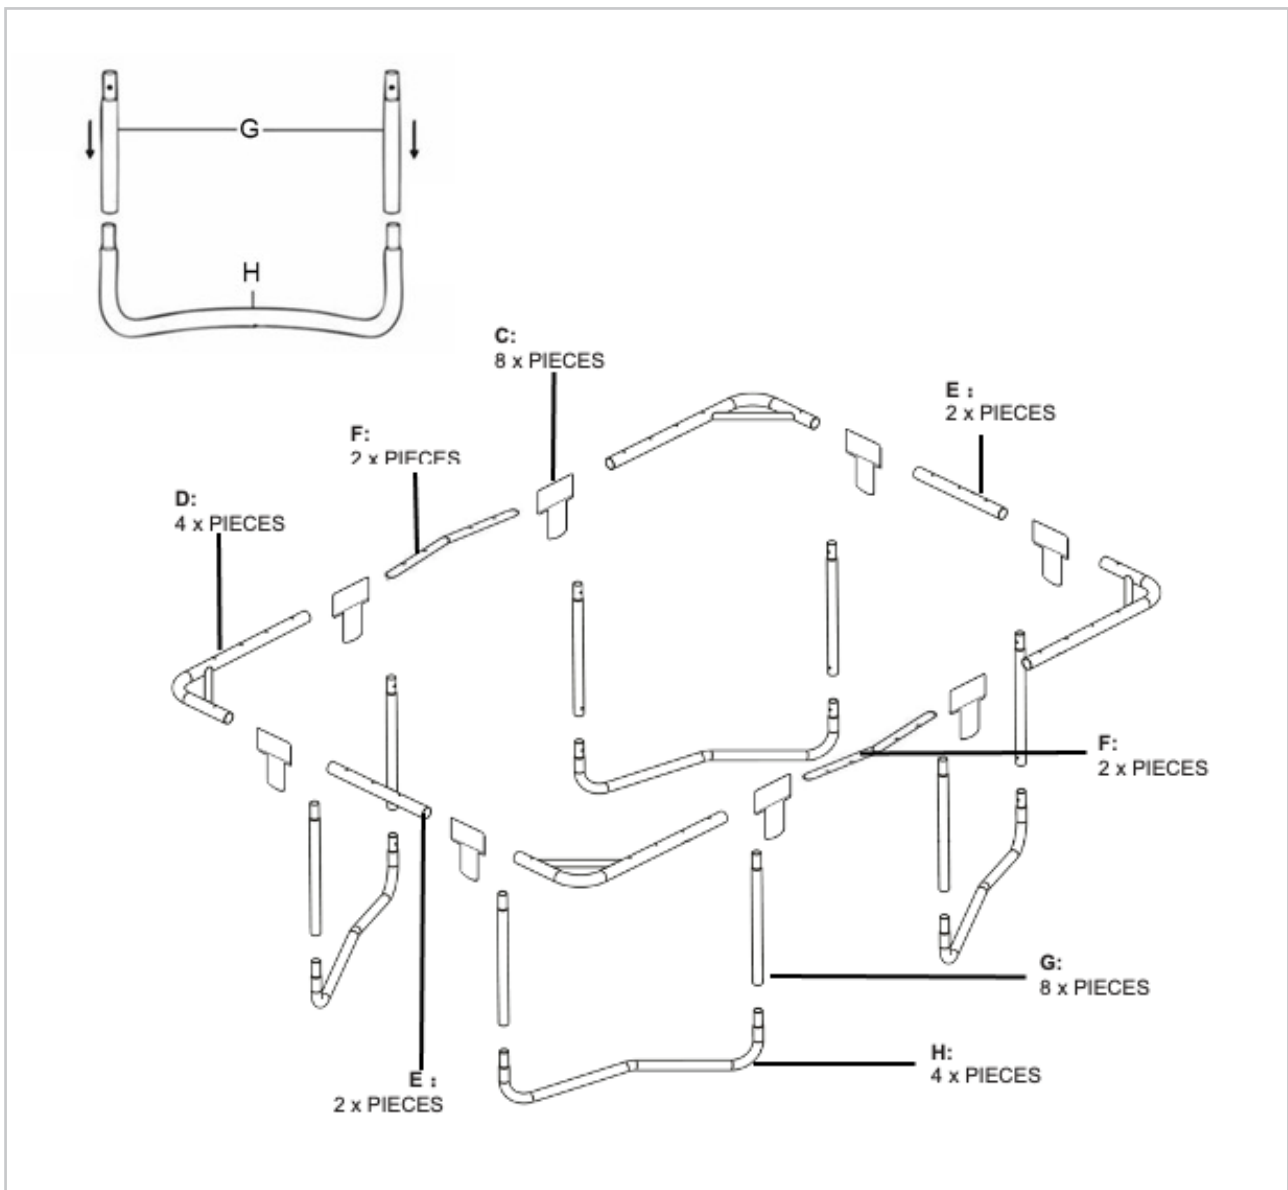 G
H
C:
8 x PIECES
E :
2 x PIECES
F:
2 x PIECES
D:
4 x PIECES
F:
2 x PIECES
G:
8 x PIECES
H:
4 x PIECES
E :
2 x PIECES